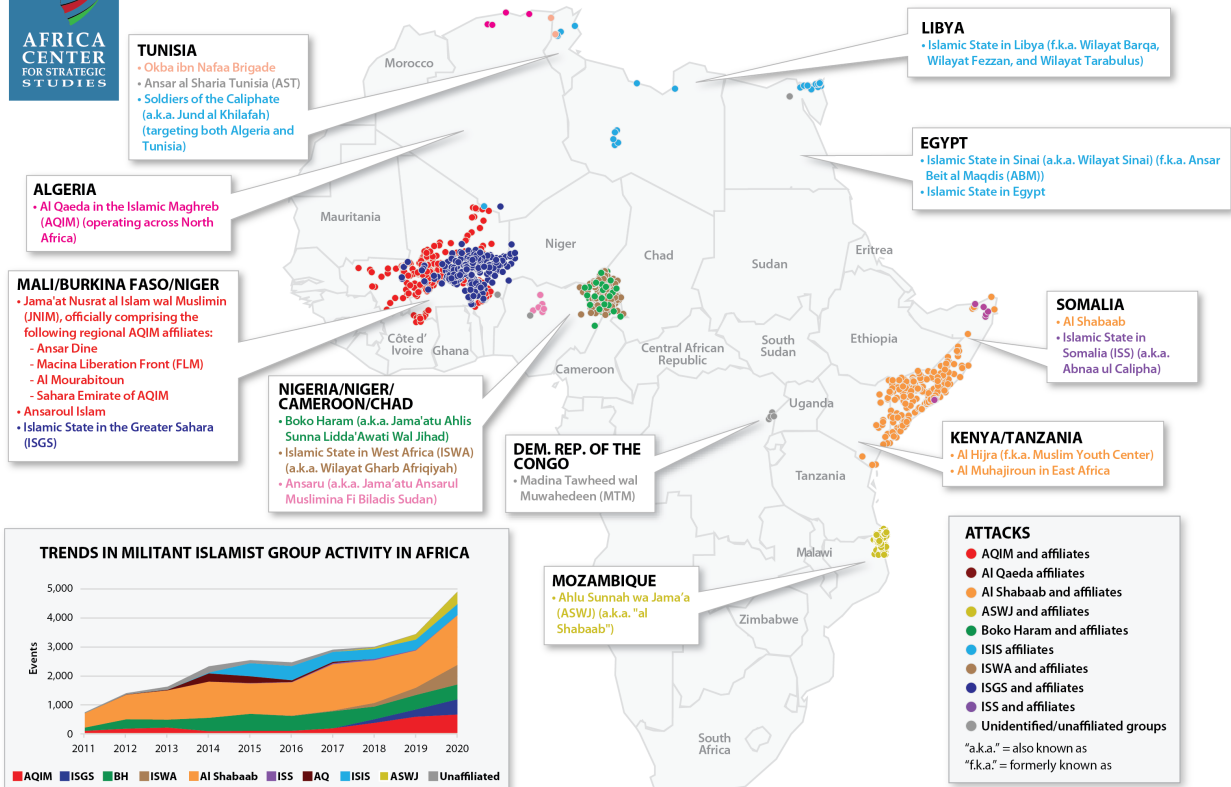 AFRICA
CENTER
FOR STRATEGIC
STUDIES
TUNISIA
• Okba ibn Nafaa Brigade
• Ansar al Sharia Tunisia (AST)
• Soldiers of the Caliphate
(a.k.a. Jund al Khilafah)
(targeting both Algeria and
Tunisia)
LIBYA
• Islamic State in Libya (f.k.a. Wilayat Barqa,
Wilayat Fezzan, and Wilayat Tarabulus)
EGYPT
• Islamic State in Sinai (a.k.a. Wilayat Sinai) (f.k.a. Ansar
Beit al Maqdis (ABM))
• Islamic State in Egypt
ALGERIA
• Al Qaeda in the Islamic Maghreb
(AQIM) (operating across North
Africa)
MALI/BURKINA FASO/NIGER
• Jama'at Nusrat al Islam wal Muslimin
(JNIM), officially comprising the
following regional AQIM affiliates:
- Ansar Dine
- Macina Liberation Front (FLM)
- Al Mourabitoun
- Sahara Emirate of AQIM
• Ansaroul Islam
• Islamic State in the Greater Sahara
(ISGS)
NIGERIA/NIGER/
CAMEROON/CHAD
• Boko Haram (a.k.a. Jama'atu Ahlis
Sunna Lidda'Awati Wal Jihad)
• Islamic State in West Africa (ISWA)
(a.k.a. Wilayat Gharb Afriqiyah)
• Ansaru (a.k.a. Jama'atu Ansarul
Muslimina Fi Biladis Sudan)
DEM. REP. OF THE
CONGO
• Madina Tawheed wal
Muwahedeen (MTM)
SOMALIA
• Al Shabaab
• Islamic State in
Somalia (ISS) (a.k.a.
Abnaa ul Calipha)
KENYA/TANZANIA
• Al Hijra (f.k.a. Muslim Youth Center)
• Al Muhajiroun in East Africa
MOZAMBIQUE
• Ahlu Sunnah wa Jama'a
(ASWJ) (a.k.a. "al
Shabaab")
Morocco
Mauritania
Niger
Chad
Sudan
Eritrea
Ethiopia
South
Sudan
Central African
Republic
Cameroon
Côte d'
Ivoire
Ghana
Uganda
Tanzania
Malawi
Zimbabwe
South
Africa
ATTACKS
AQIM and affiliates
Al Qaeda affiliates
Al Shabaab and affiliates
ASWJ and affiliates
Boko Haram and affiliates
ISIS affiliates
ISWA and affiliates
ISGS and affiliates
ISS and affiliates
Unidentified/unaffiliated groups
"a.k.a." = also known as
"f.k.a." = formerly known as
TRENDS IN MILITANT ISLAMIST GROUP ACTIVITY IN AFRICA
Events
5,000
4,000
3,000
2,000
1,000
0
2011 2012 2013 2014 2015 2016 2017 2018 2019 2020
AQIM ISGS BH ISWA Al Shabaab ISS AQ ISIS ASWJ Unaffiliated